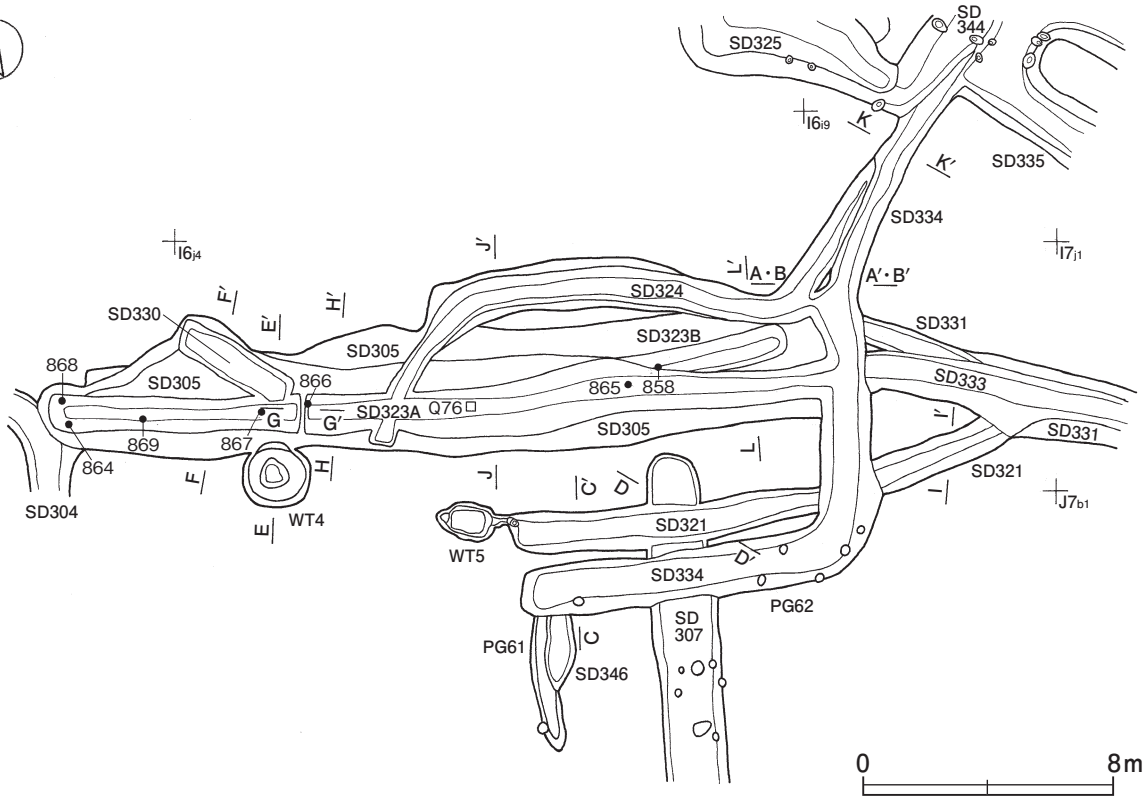 SD
344
SD325
I6i9
K
K'
SD335
SD334
I6j4
J'
I7j1
L'
A・B
A'・B'
F'
E'
H'
SD330
SD324
SD331
SD305
SD323B
868
SD305
866
865
858
SD333
G
G'
SD323A
Q76
SD305
I'
SD331
869
867
864
F
H
L
SD321
J
C'
D
I
J7b1
SD304
E
WT4
WT5
SD321
D'
SD334
PG62
SD
307
PG61
C
SD346
0
8m